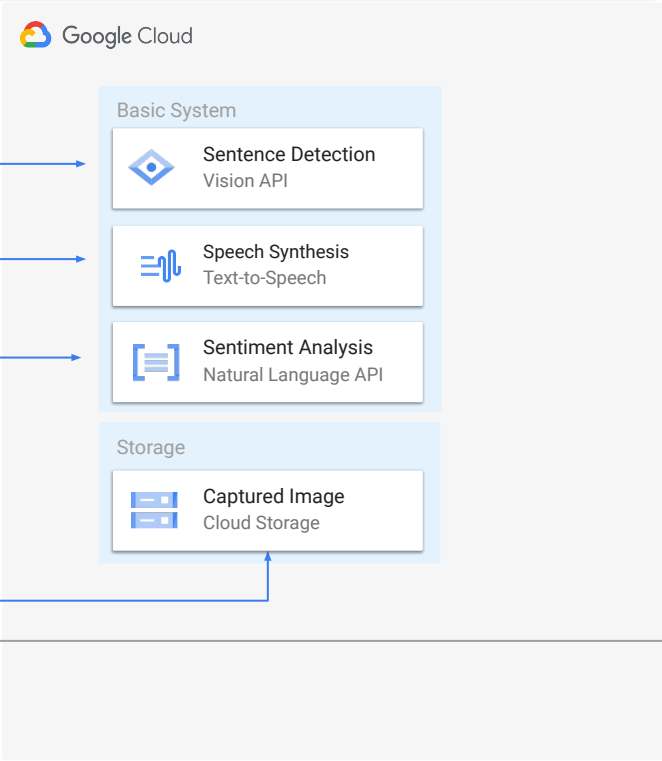 Google Cloud
Basic System
Sentence Detection
Vision API
Speech Synthesis
Text-to-Speech
Sentiment Analysis
Natural Language API
Storage
Captured Image
Cloud Storage